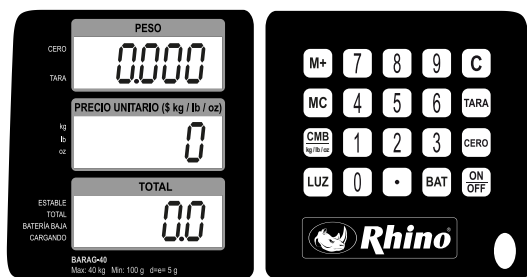 PESO
CERO
TARA
0.000
PRECIO UNITARIO ($ kg / lb / oz)
kg
lb
oz
0
TOTAL
ESTABLE
TOTAL
BATERÍA BAJA
CARGANDO
0.0
BARAG-40
Max: 40 kg Min: 100 g d=e= 5 g
M+ 7 8 9 C
MC 4 5 6 TARA
CMB
kg/lb/oz
1 2 3 CERO
LUZ 0 • BAT ON
OFF
Rhino